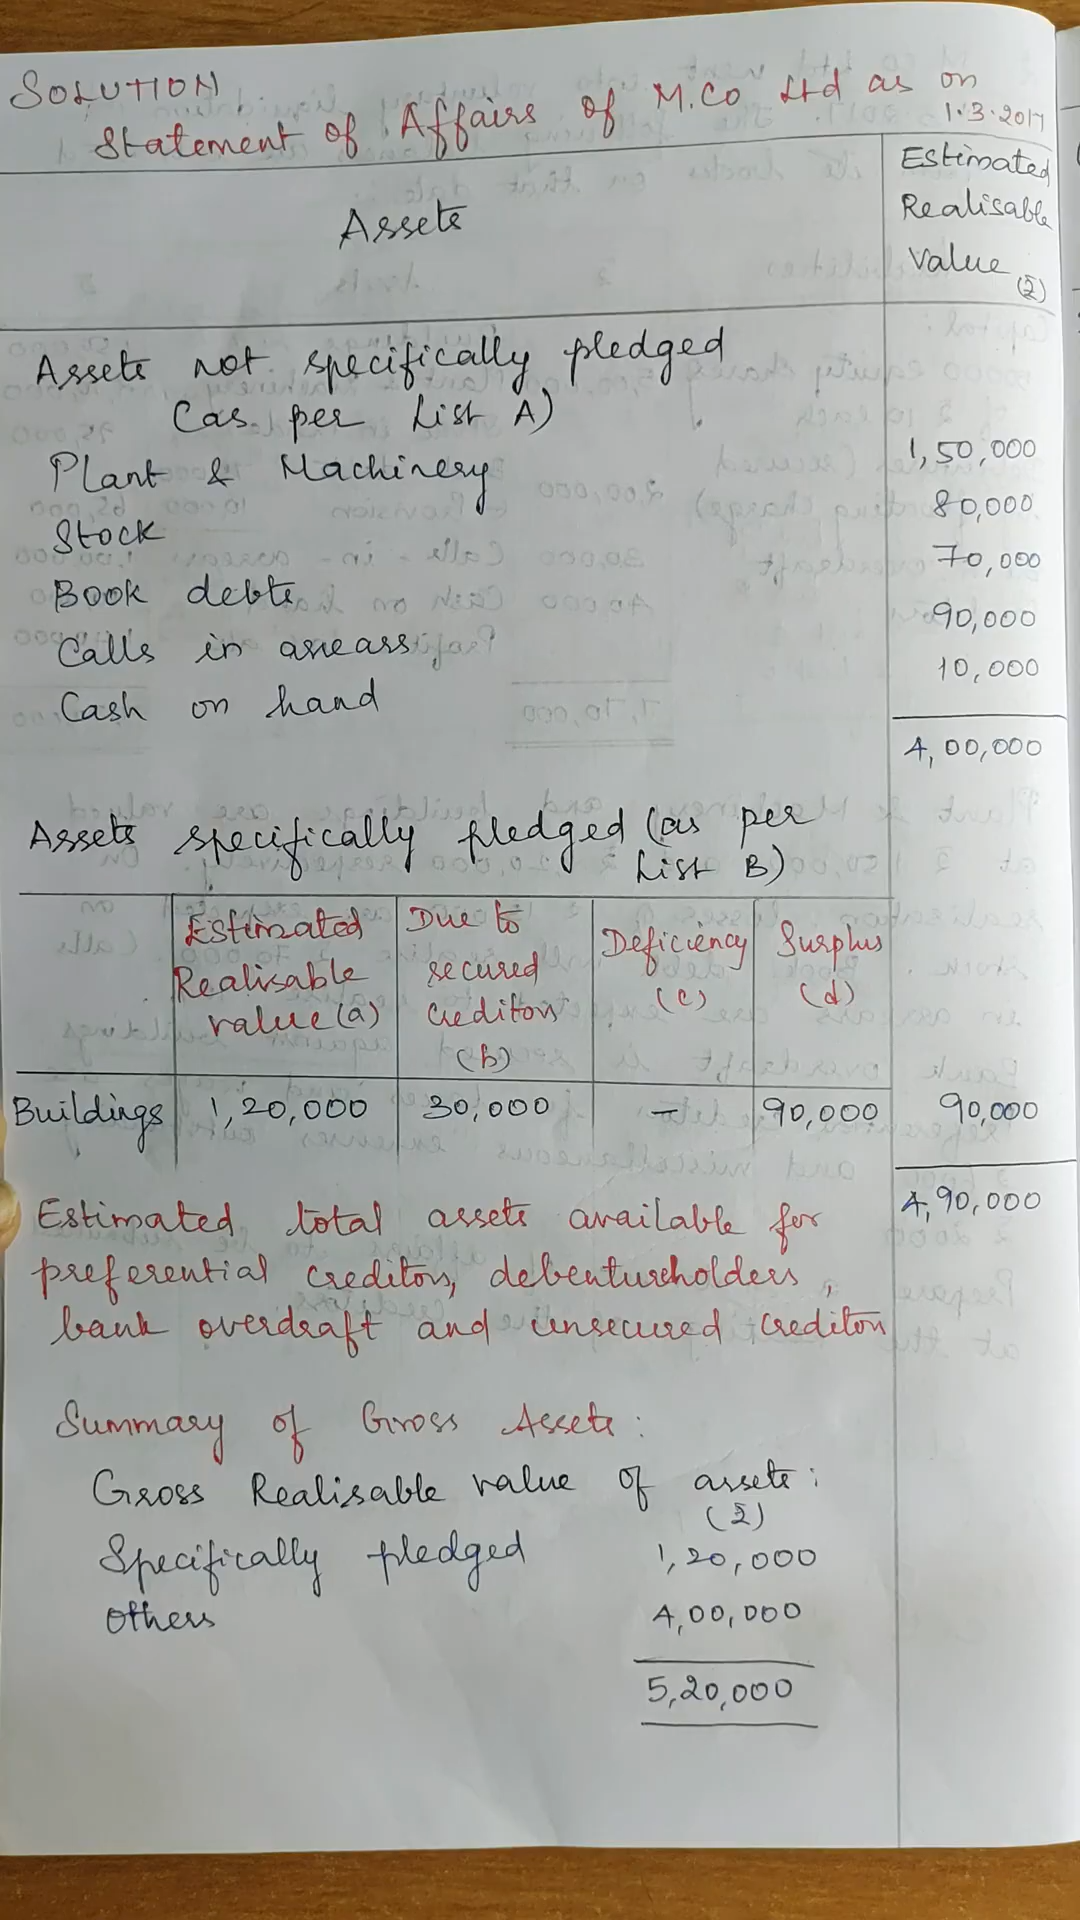 SOLUTION
Statement of Affairs of M.Co Ltd as on
1.3.2017
Assets
Estimated
Realisable
Value (₹)
Assets not specifically pledged
(as per List A)
Plant & Machinery 1,50,000
Stock 80,000
Book debts 70,000
Calls in arears 90,000
Cash on hand 10,000
4,00,000
Assets specifically pledged (as per
List B)
Estimated
Realisable
value (a)
Due to
secured
creditors
(b)
Deficiency
(c)
Surplus
(d)
Buildings 1,20,000 30,000 – 90,000 90,000
4,90,000
Estimated total assets available for
preferential creditors, debentureholders,
bank overdraft and unsecured creditors
Summary of Gross Assets:
Gross Realisable value of assets:
(₹)
Specifically pledged 1,20,000
Others 4,00,000
5,20,000